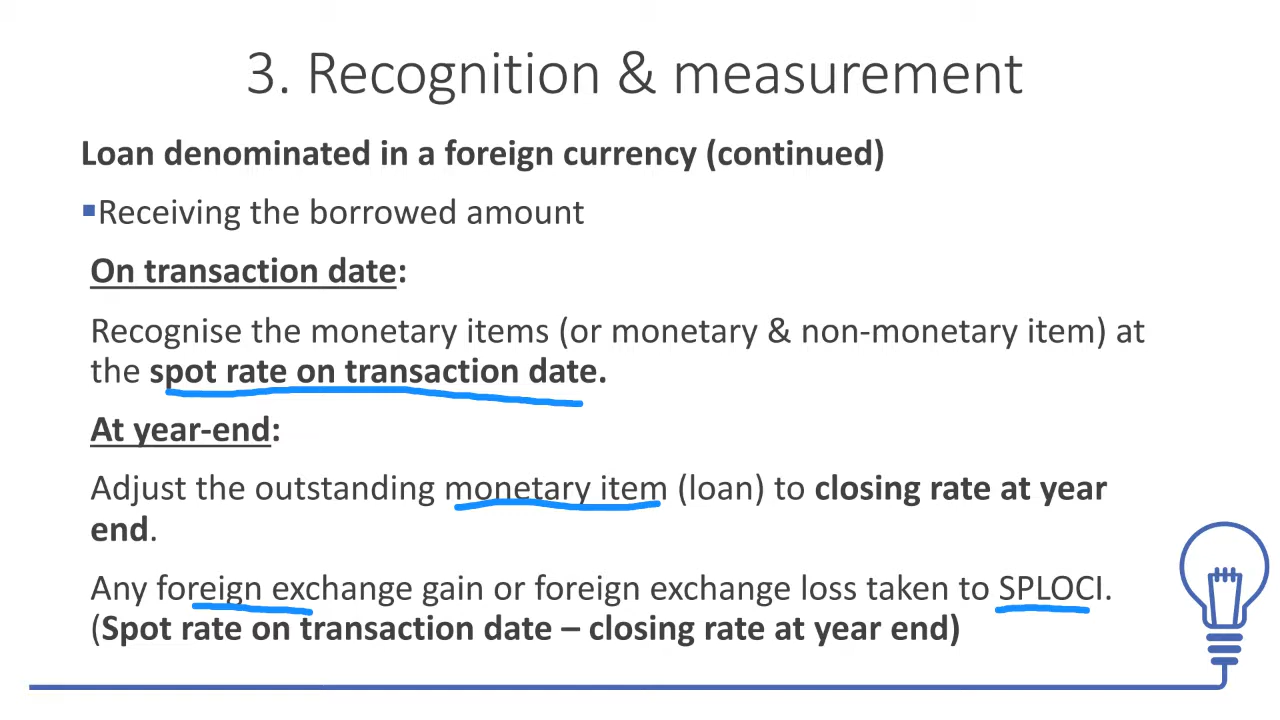 3. Recognition & measurement
Loan denominated in a foreign currency (continued)
▪Receiving the borrowed amount
On transaction date:
Recognise the monetary items (or monetary & non-monetary item) at
the spot rate on transaction date.
At year-end:
Adjust the outstanding monetary item (loan) to closing rate at year
end.
Any foreign exchange gain or foreign exchange loss taken to SPLOCI.
(Spot rate on transaction date – closing rate at year end)